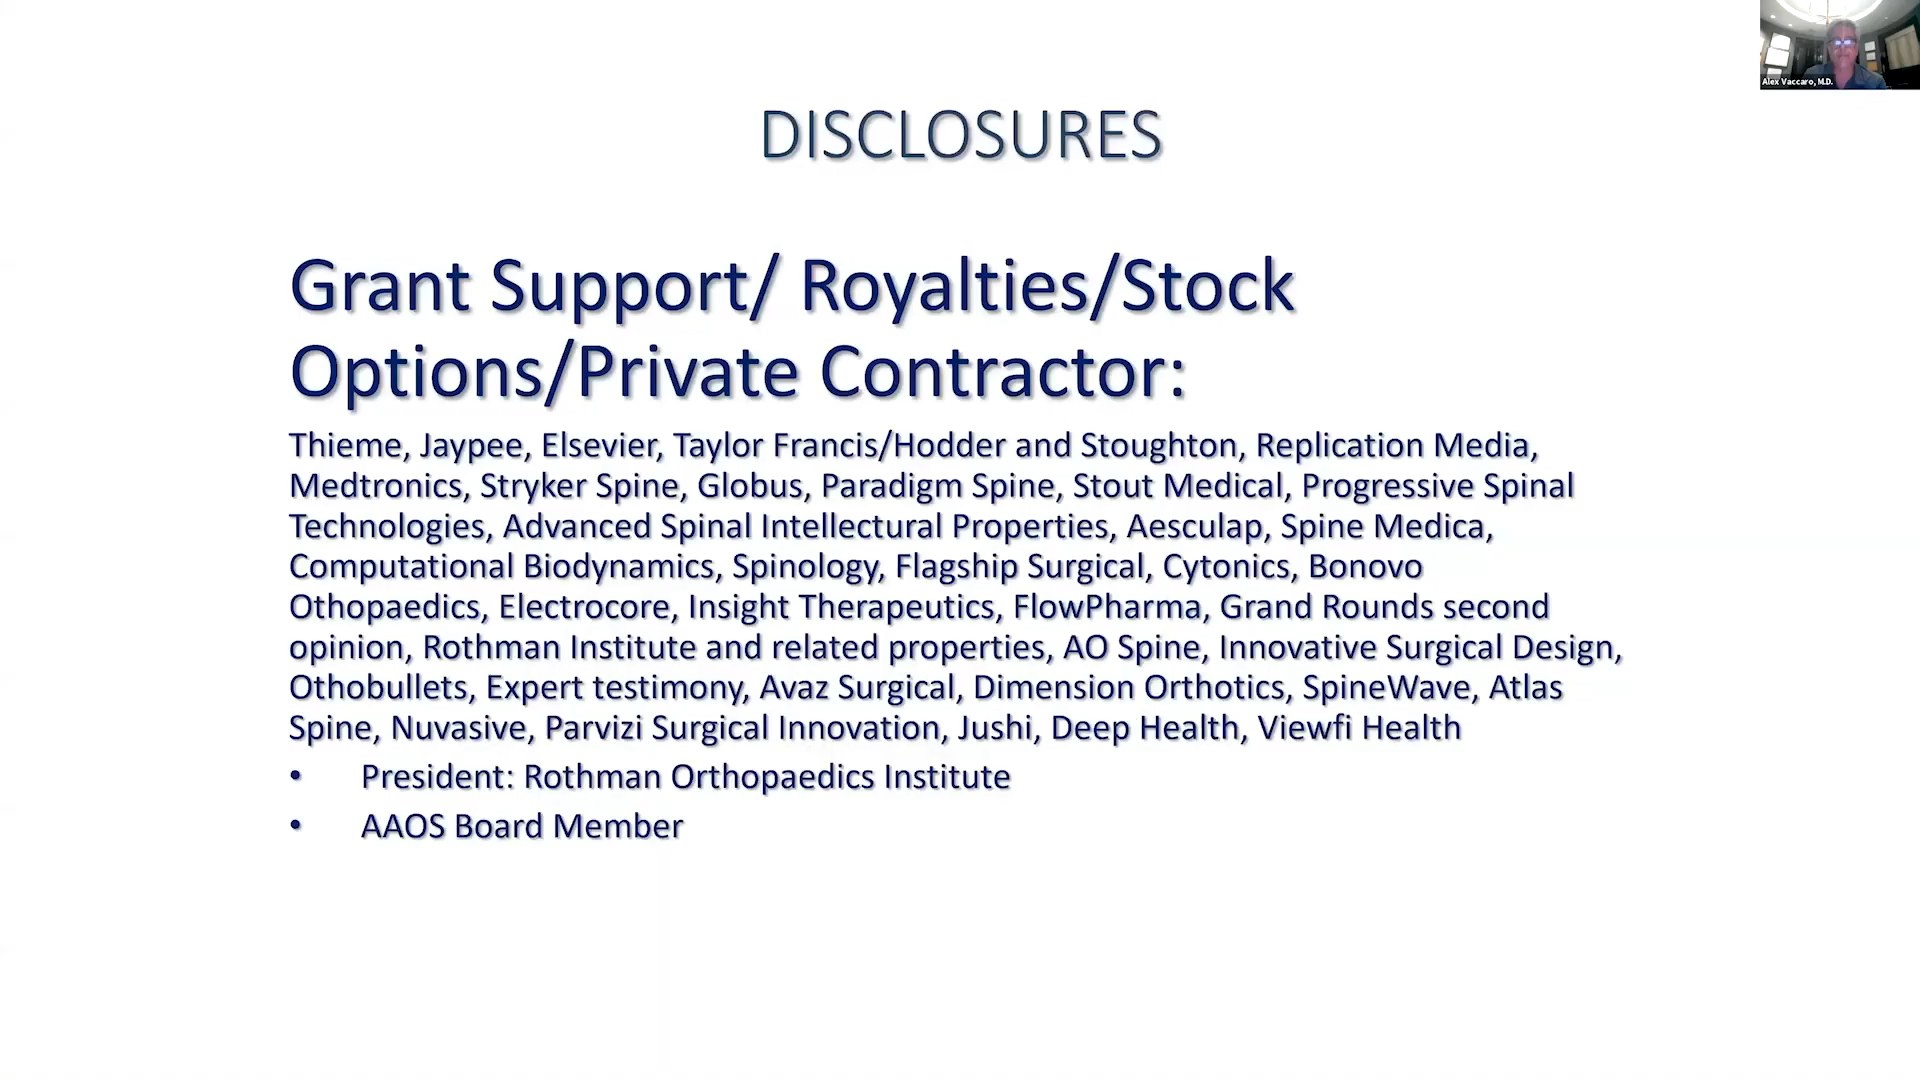 Alex Vaccaro, M.D.
DISCLOSURES
Grant Support/ Royalties/Stock
Options/Private Contractor:
Thieme, Jaypee, Elsevier, Taylor Francis/Hodder and Stoughton, Replication Media,
Medtronics, Stryker Spine, Globus, Paradigm Spine, Stout Medical, Progressive Spinal
Technologies, Advanced Spinal Intellectural Properties, Aesculap, Spine Medica,
Computational Biodynamics, Spinology, Flagship Surgical, Cytonics, Bonovo
Othopaedics, Electrocore, Insight Therapeutics, FlowPharma, Grand Rounds second
opinion, Rothman Institute and related properties, AO Spine, Innovative Surgical Design,
Othobullets, Expert testimony, Avaz Surgical, Dimension Orthotics, SpineWave, Atlas
Spine, Nuvasive, Parvizi Surgical Innovation, Jushi, Deep Health, Viewfi Health
• President: Rothman Orthopaedics Institute
• AAOS Board Member